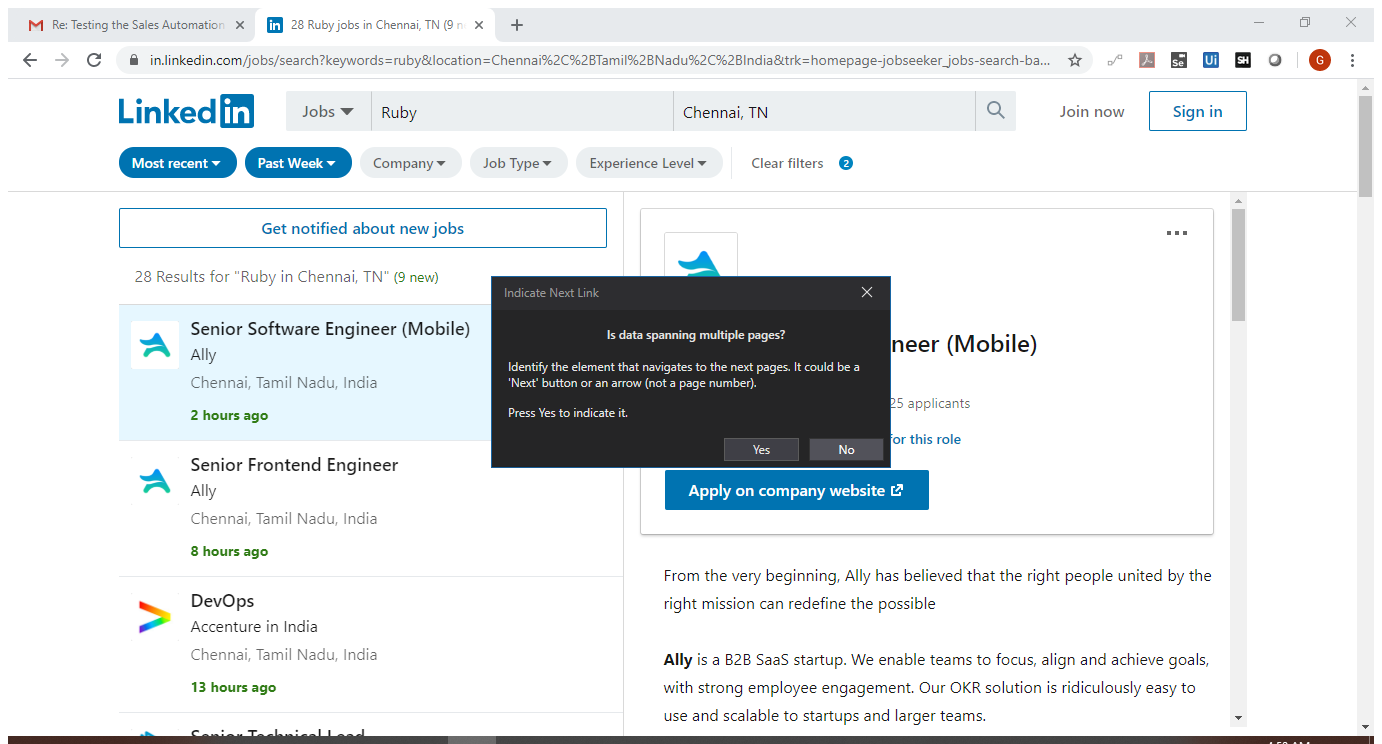 Re: Testing the Sales Automation
28 Ruby jobs in Chennai, TN (9 n
in.linkedin.com/jobs/search?keywords=ruby&location=Chennai%2C%2BTamil%2BNadu%2C%2BIndia&trk=homepage-jobseeker_jobs-search-ba...
Se
Ui
SH
G
Linked in
Jobs
Ruby
Chennai, TN
Join now
Sign in
Most recent
Past Week
Company
Job Type
Experience Level
Clear filters 2
Get notified about new jobs
28 Results for "Ruby in Chennai, TN" (9 new)
Senior Software Engineer (Mobile)
Ally
Chennai, Tamil Nadu, India
2 hours ago
Senior Frontend Engineer
Ally
Chennai, Tamil Nadu, India
8 hours ago
DevOps
Accenture in India
Chennai, Tamil Nadu, India
13 hours ago
Senior Technical Lead
Indicate Next Link
Is data spanning multiple pages?
Identify the element that navigates to the next pages. It could be a
'Next' button or an arrow (not a page number).
Press Yes to indicate it.
Yes
No
neer (Mobile)
25 applicants
for this role
Apply on company website
From the very beginning, Ally has believed that the right people united by the
right mission can redefine the possible
Ally is a B2B SaaS startup. We enable teams to focus, align and achieve goals,
with strong employee engagement. Our OKR solution is ridiculously easy to
use and scalable to startups and larger teams.